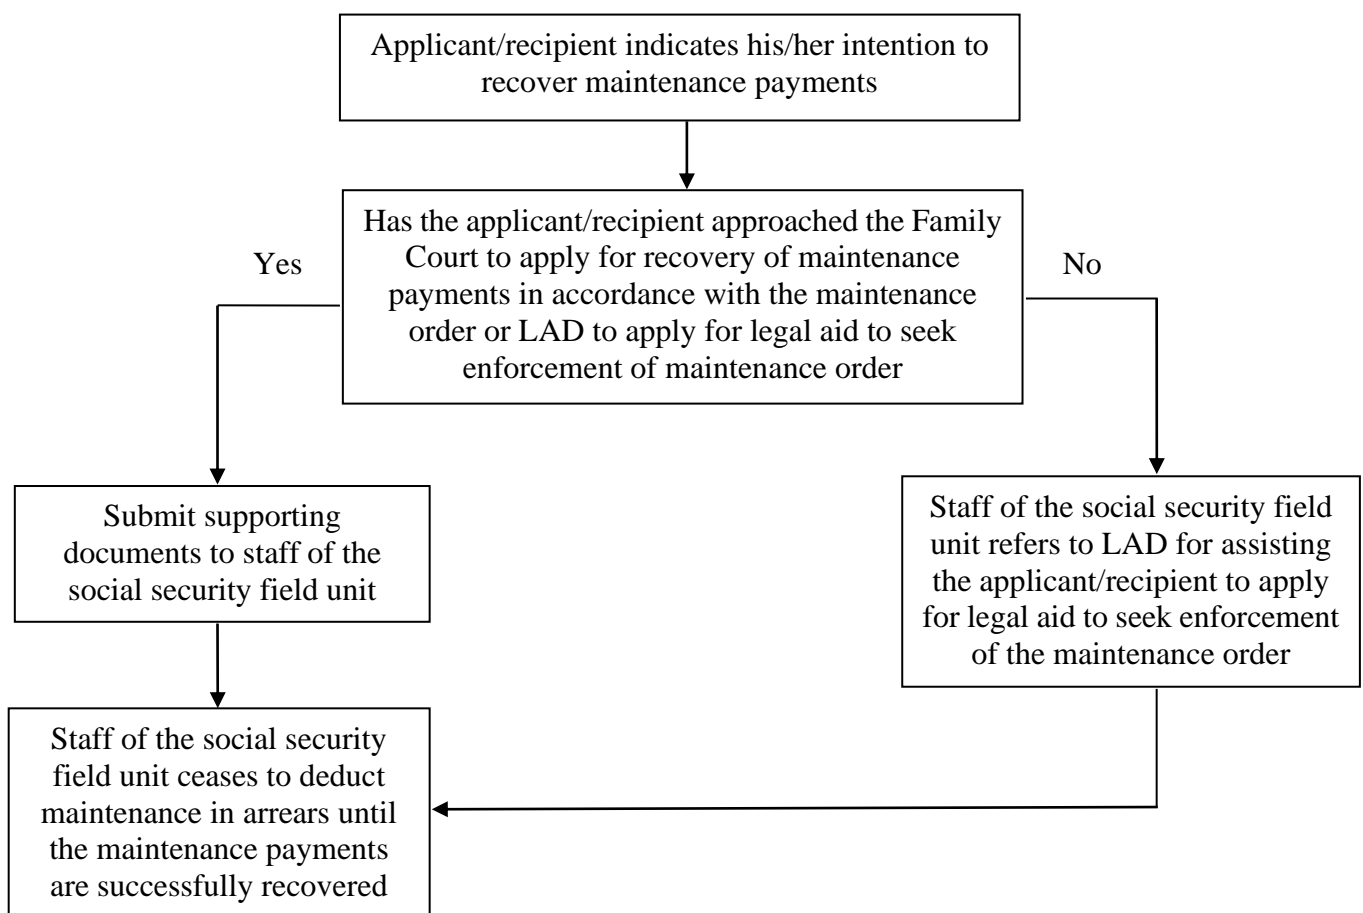 Applicant/recipient indicates his/her intention to
recover maintenance payments
Has the applicant/recipient approached the Family
Court to apply for recovery of maintenance
payments in accordance with the maintenance
order or LAD to apply for legal aid to seek
enforcement of maintenance order
Yes
No
Submit supporting
documents to staff of the
social security field unit
Staff of the social security field
unit refers to LAD for assisting
the applicant/recipient to apply
for legal aid to seek enforcement
of the maintenance order
Staff of the social security
field unit ceases to deduct
maintenance in arrears until
the maintenance payments
are successfully recovered